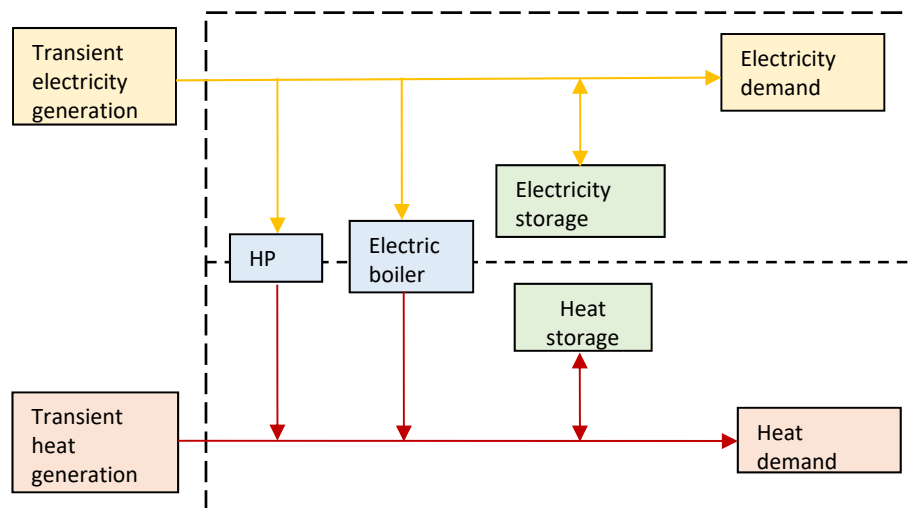 Transient
electricity
generation
Electricity
demand
Electricity
storage
HP
Electric
boiler
Heat
storage
Transient
heat
generation
Heat
demand